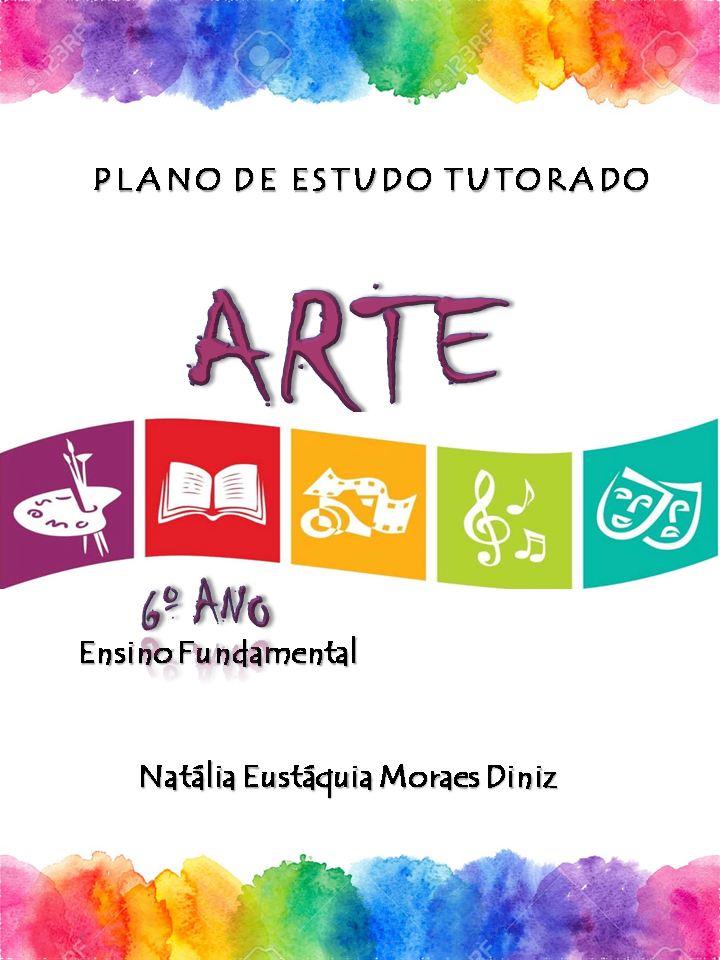 PLANO DE ESTUDO TUTORADO
ARTE
6º ANO
Ensino Fundamental
Natália Eustáquia Moraes Diniz